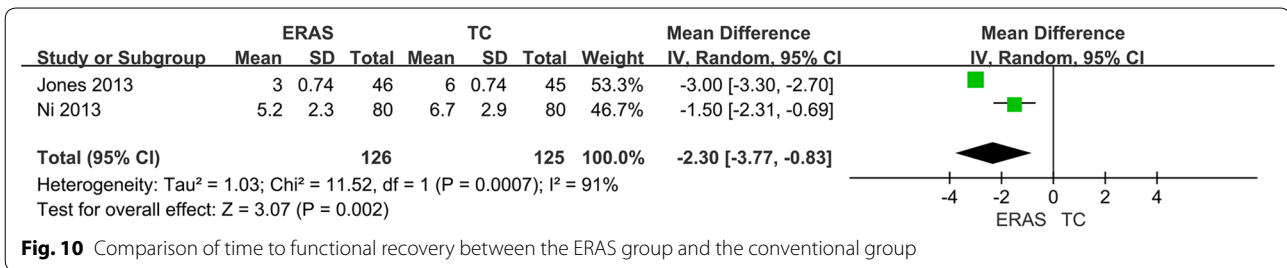 ERAS TC Mean Difference Mean Difference
Study or Subgroup Mean SD Total Mean SD Total Weight IV, Random, 95% CI IV, Random, 95% CI
Jones 2013 3 0.74 46 6 0.74 45 53.3% -3.00 [-3.30, -2.70]
Ni 2013 5.2 2.3 80 6.7 2.9 80 46.7% -1.50 [-2.31, -0.69]
Total (95% CI) 126 125 100.0% -2.30 [-3.77, -0.83]
Heterogeneity: Tau² = 1.03; Chi² = 11.52, df = 1 (P = 0.0007); I² = 91%
Test for overall effect: Z = 3.07 (P = 0.002)
-4 -2 0 2 4
ERAS TC
Fig. 10 Comparison of time to functional recovery between the ERAS group and the conventional group